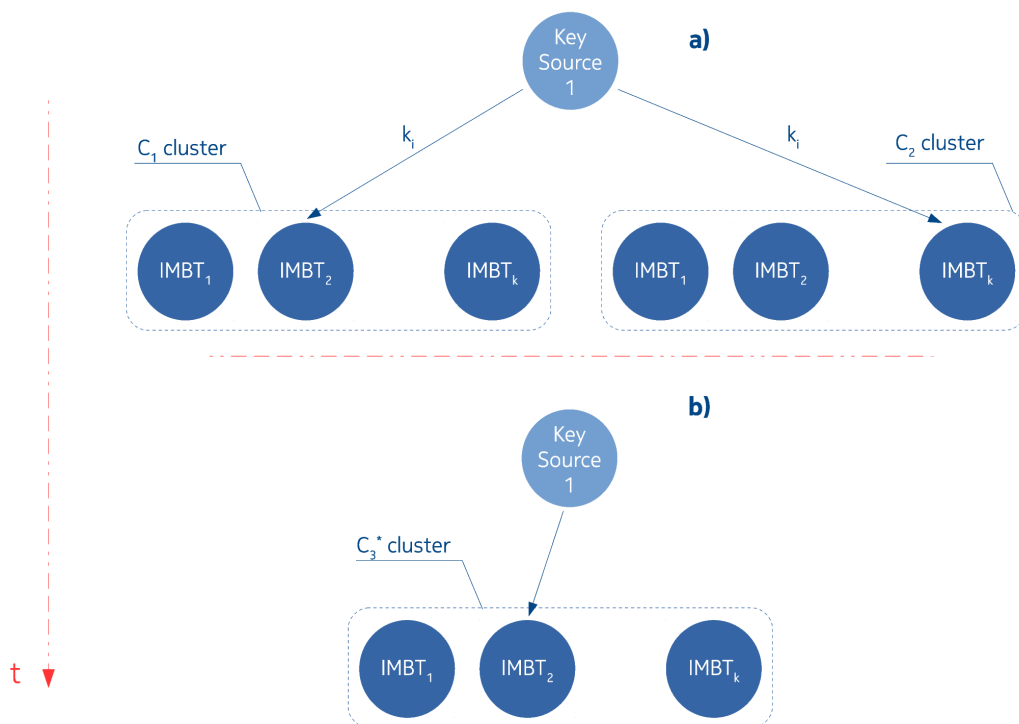 Key
Source
1
a)
k_i
k_i
C_1 cluster
C_2 cluster
IMBT_1
IMBT_2
IMBT_k
IMBT_1
IMBT_2
IMBT_k
b)
Key
Source
1
C_3^* cluster
IMBT_1
IMBT_2
IMBT_k
t